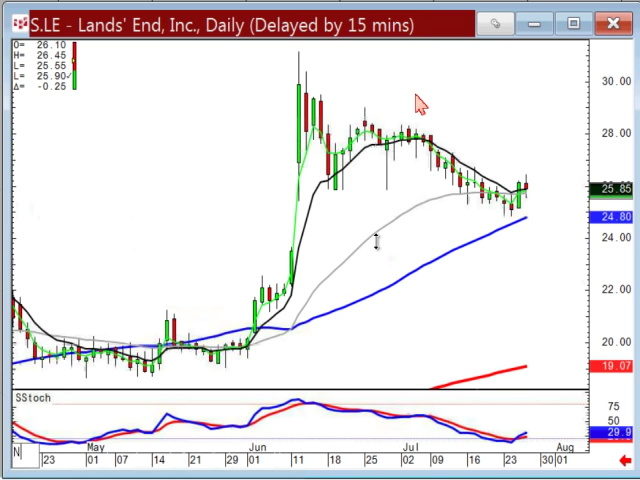 S.LE - Lands' End, Inc., Daily (Delayed by 15 mins)
O= 26.10
H= 26.45
L= 25.55
L= 25.90✓
Δ= -0.25
30.00
28.00
25.85
24.80
24.00
22.00
20.00
19.07
SStoch
75
50
29.9
May Jun Jul Aug
N 23 01 07 14 21 29 01 11 18 25 02 09 16 23 30 01